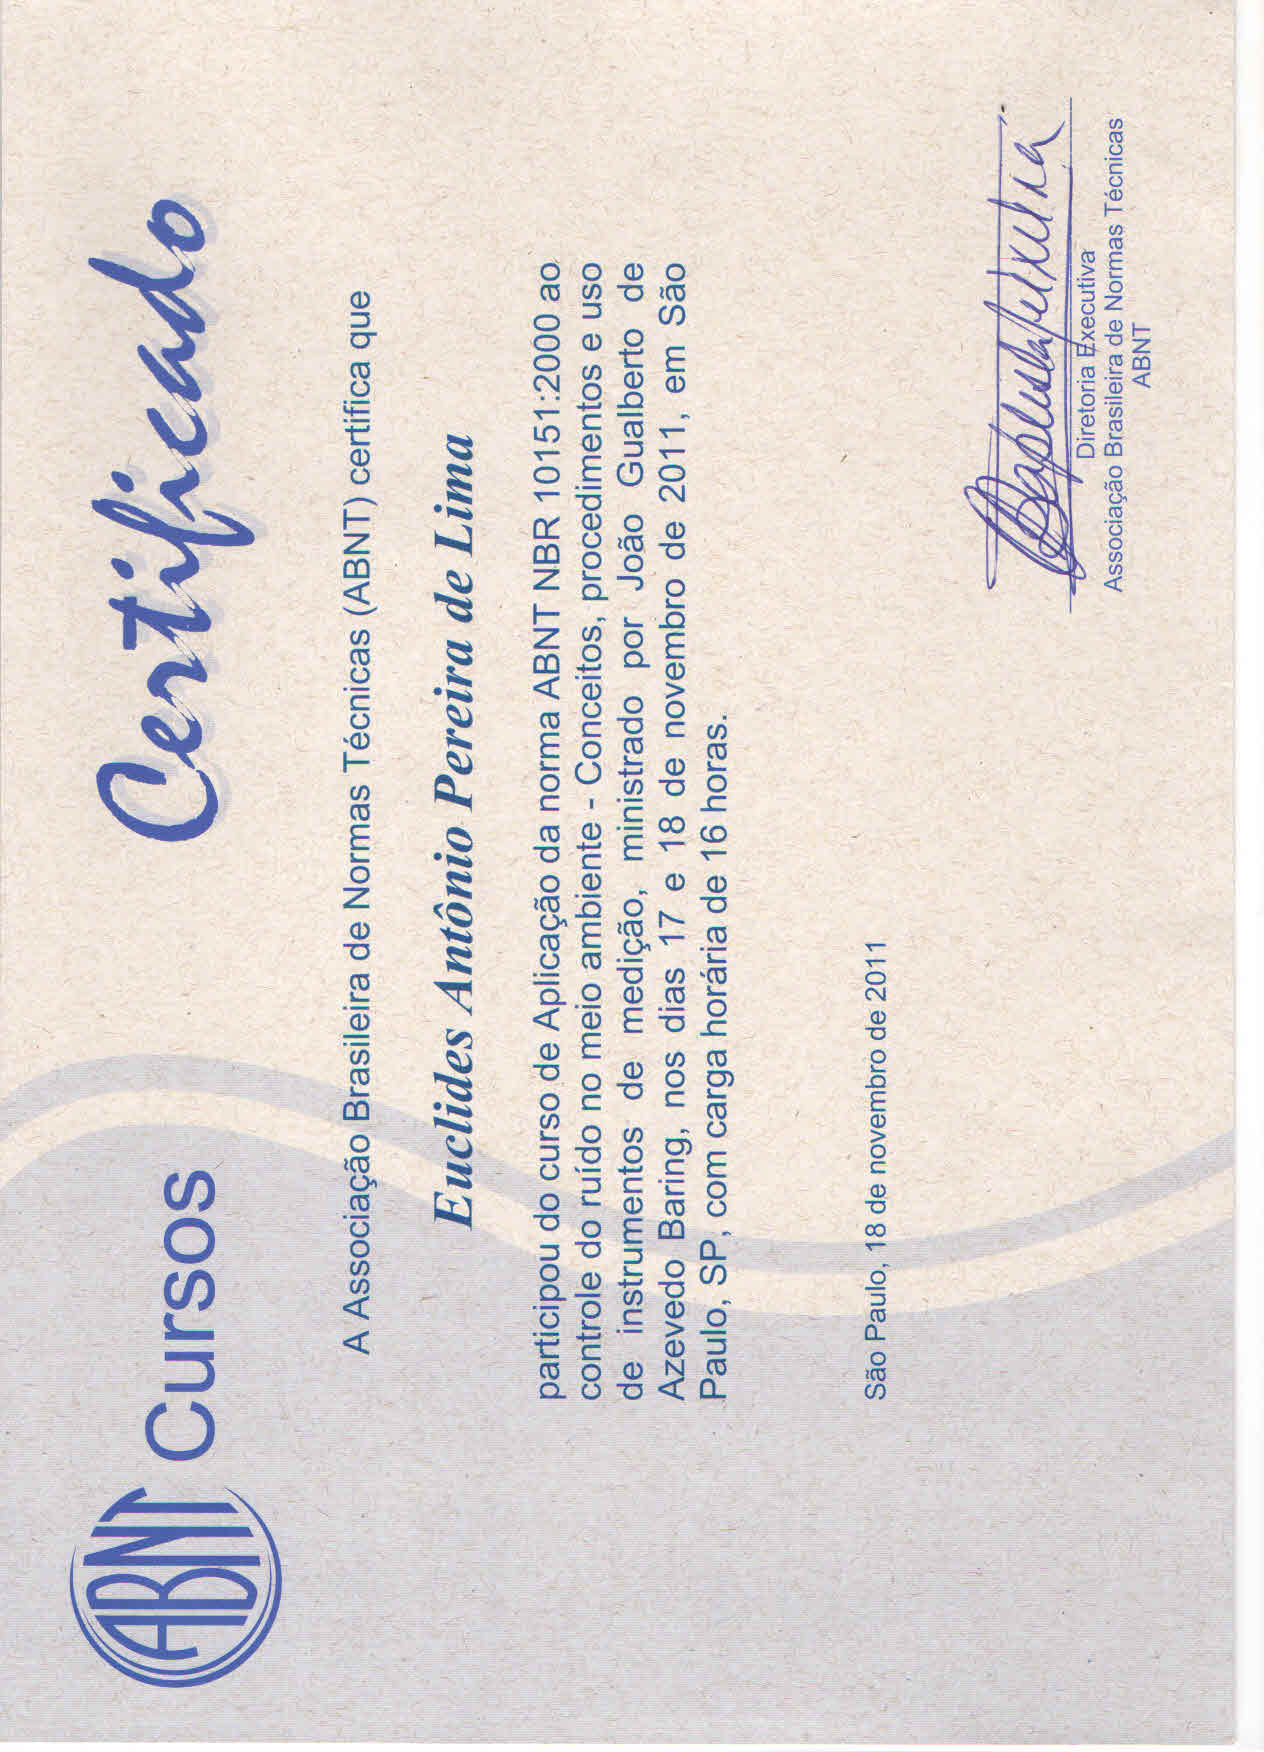 ABNT Cursos Certificado
A Associação Brasileira de Normas Técnicas (ABNT) certifica que
Euclides Antônio Pereira de Lima
participou do curso de Aplicação da norma ABNT NBR 10151:2000 ao
controle do ruído no meio ambiente - Conceitos, procedimentos e uso
de instrumentos de medição, ministrado por João Gualberto de
Azevedo Baring, nos dias 17 e 18 de novembro de 2011, em São
Paulo, SP, com carga horária de 16 horas.
São Paulo, 18 de novembro de 2011
Diretoria Executiva
Associação Brasileira de Normas Técnicas
ABNT